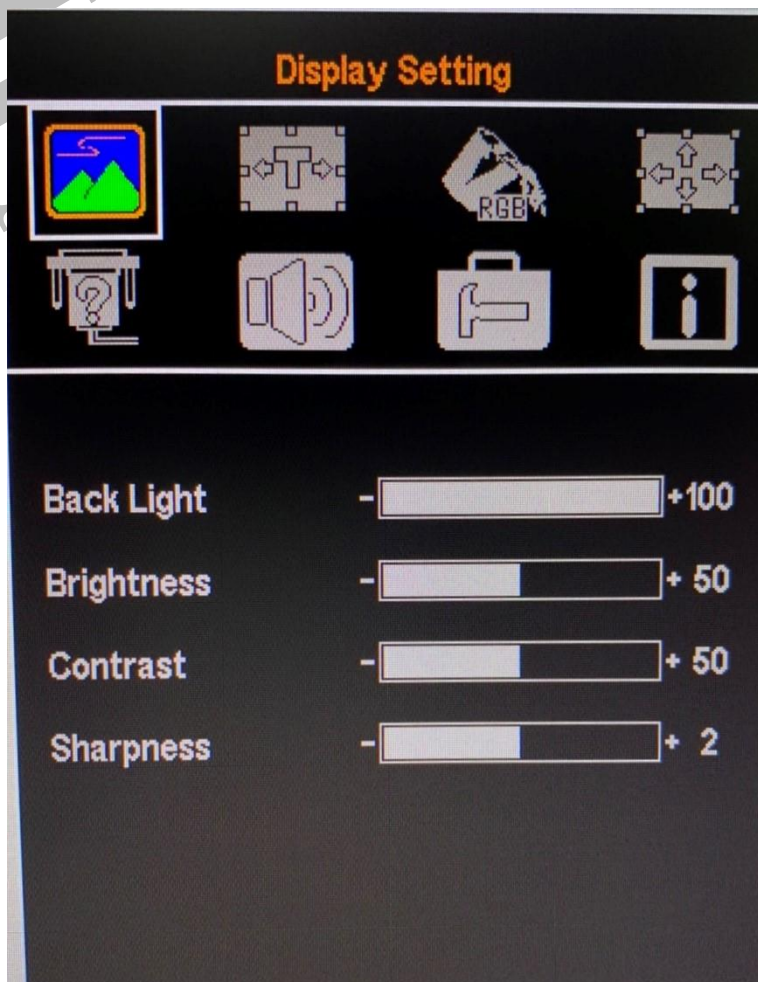 Display Setting
T
RGB
?
i
Back Light - +100
Brightness - + 50
Contrast - + 50
Sharpness - + 2